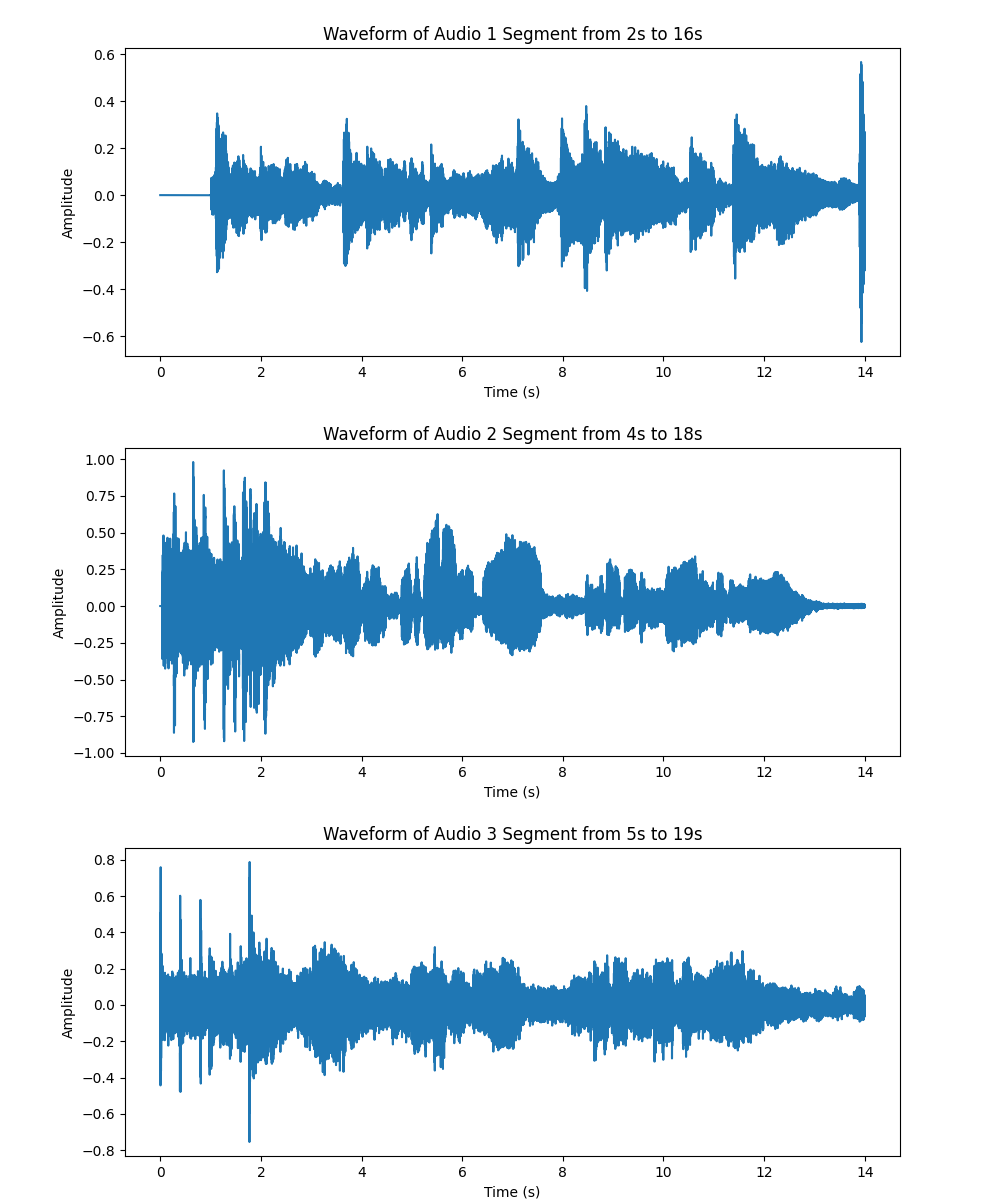 Waveform of Audio 1 Segment from 2s to 16s
0.6
0.4
0.2
0.0
−0.2
−0.4
−0.6
Amplitude
0 2 4 6 8 10 12 14
Time (s)
Waveform of Audio 2 Segment from 4s to 18s
1.00
0.75
0.50
0.25
0.00
−0.25
−0.50
−0.75
−1.00
Amplitude
0 2 4 6 8 10 12 14
Time (s)
Waveform of Audio 3 Segment from 5s to 19s
0.8
0.6
0.4
0.2
0.0
−0.2
−0.4
−0.6
−0.8
Amplitude
0 2 4 6 8 10 12 14
Time (s)